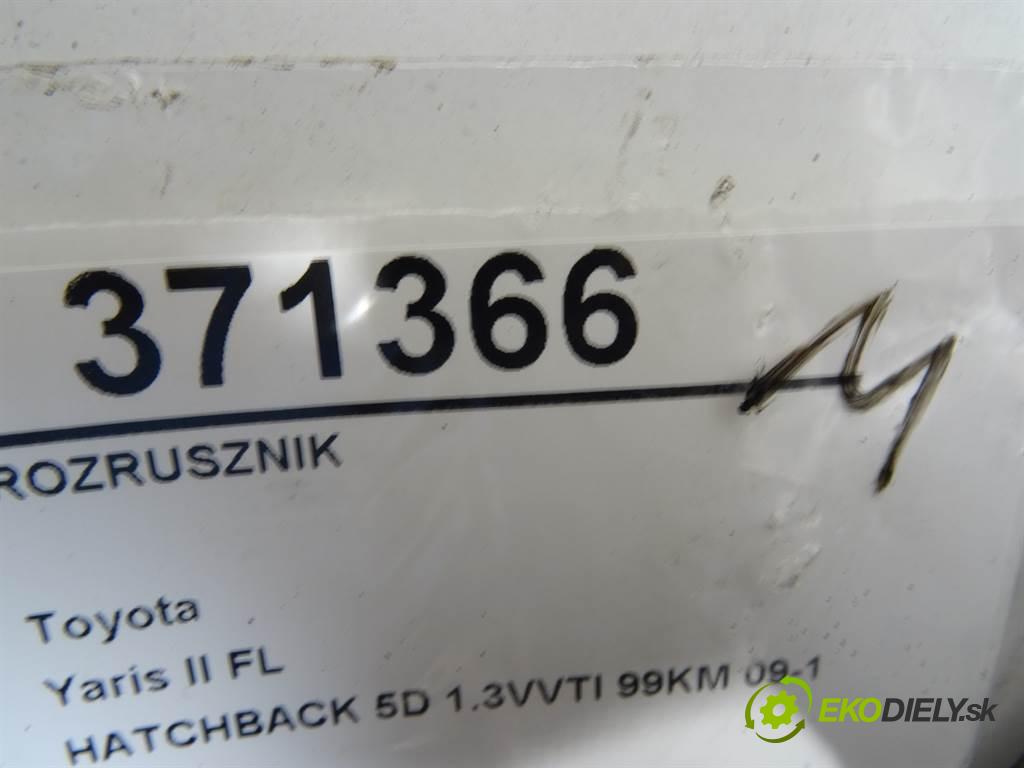 371366
ROZRUSZNIK
Toyota
Yaris II FL
HATCHBACK 5D 1.3VVTI 99KM 09-1
EKODIELY.sk